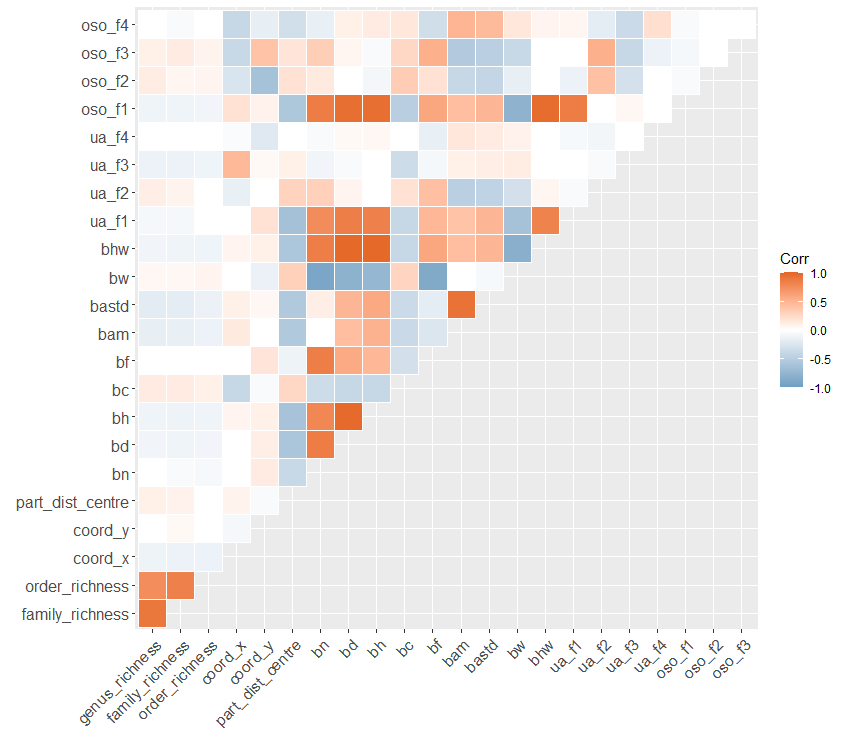 oso_f4
oso_f3
oso_f2
oso_f1
ua_f4
ua_f3
ua_f2
ua_f1
bhw
bw
bastd
bam
bf
bc
bh
bd
bn
part_dist_centre
coord_y
coord_x
order_richness
family_richness
genus_richness
family_richness
order_richness
coord_x
coord_y
part_dist_centre
bn
bd
bh
bc
bf
bam
bastd
bw
bhw
ua_f1
ua_f2
ua_f3
ua_f4
oso_f1
oso_f2
oso_f3
Corr
1.0
0.5
0.0
-0.5
-1.0